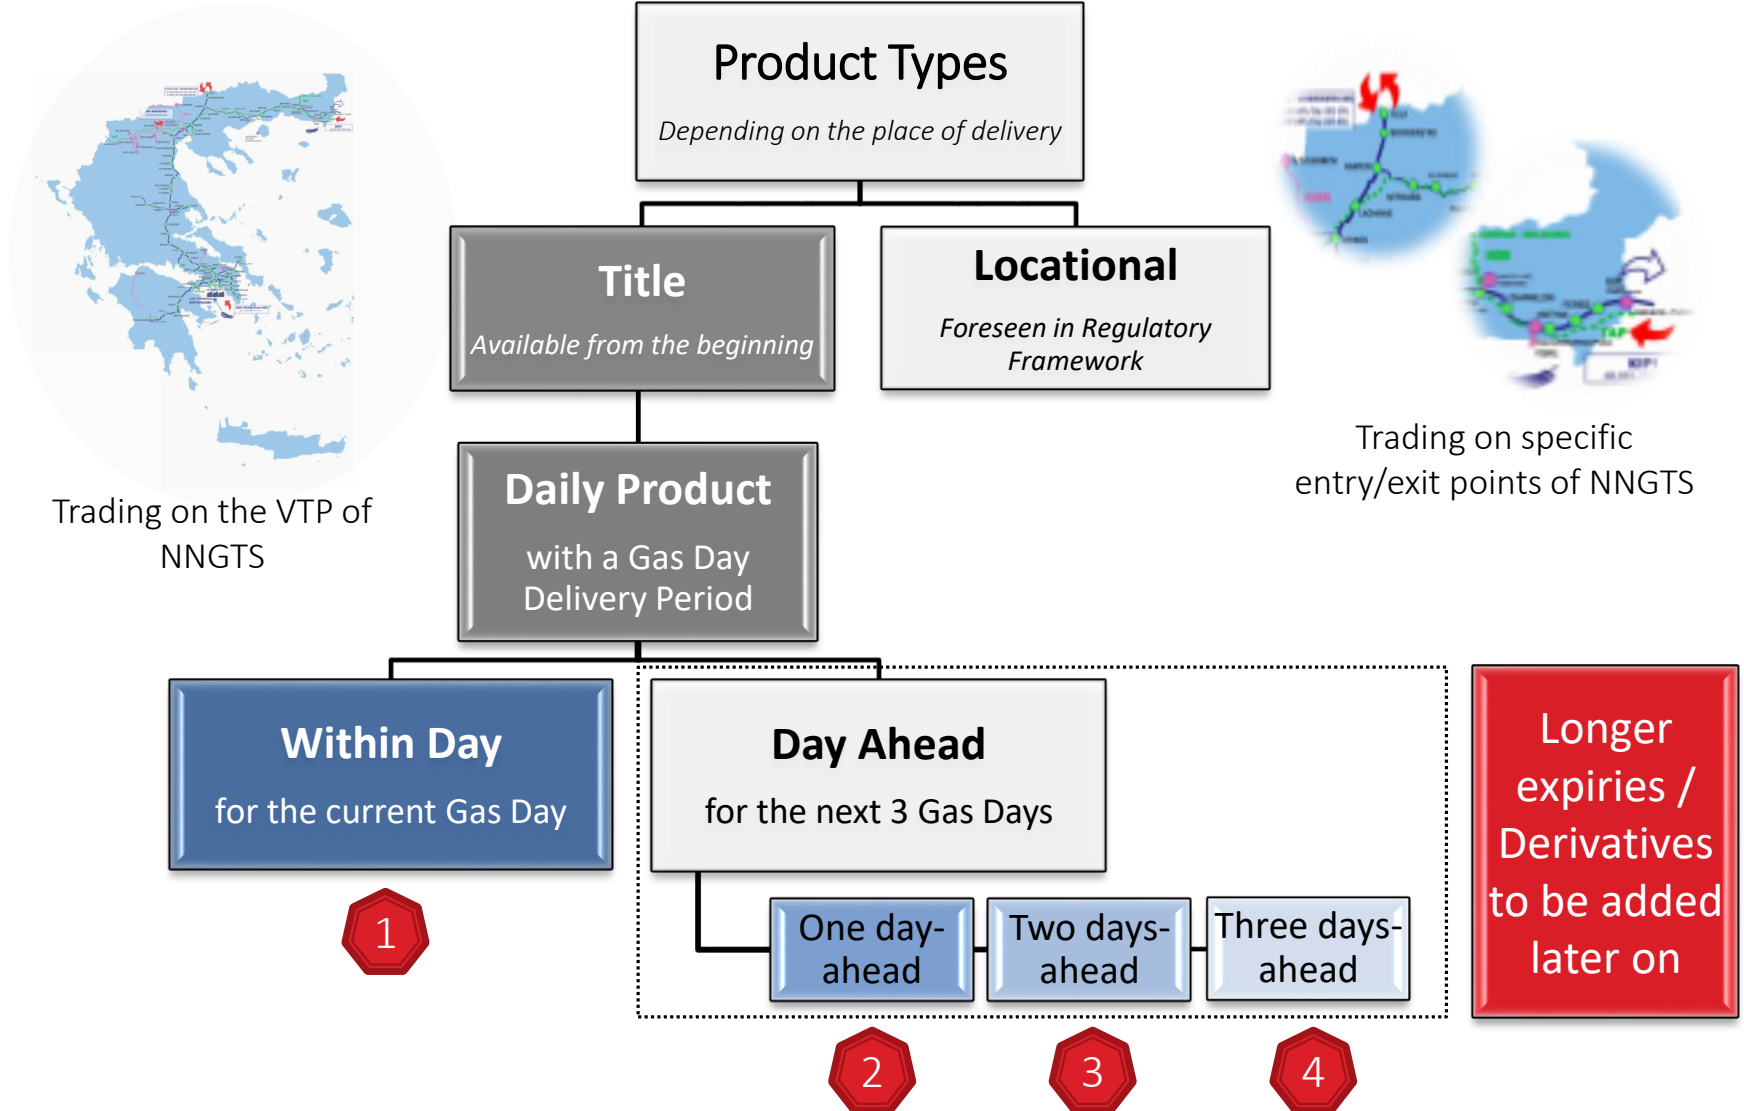 Product Types
Depending on the place of delivery
Title
Available from the beginning
Locational
Foreseen in Regulatory
Framework
Trading on the VTP of
NNGTS
Trading on specific
entry/exit points of NNGTS
TAP
KIPI
Daily Product
with a Gas Day
Delivery Period
Within Day
for the current Gas Day
Day Ahead
for the next 3 Gas Days
Longer
expiries /
Derivatives
to be added
later on
One day-
ahead
Two days-
ahead
Three days-
ahead
1
2
3
4